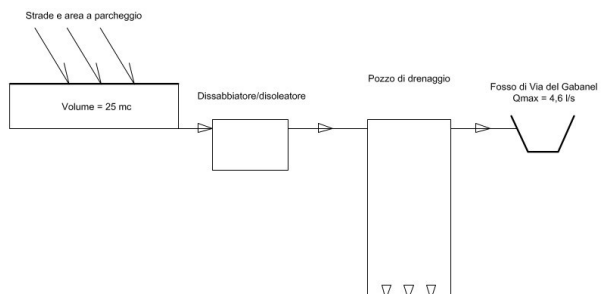 Strade e area a parcheggio
Volume = 25 mc
Dissabbiatore/disoleatore
Pozzo di drenaggio
Fosso di Via del Gabanel
Qmax = 4,6 l/s